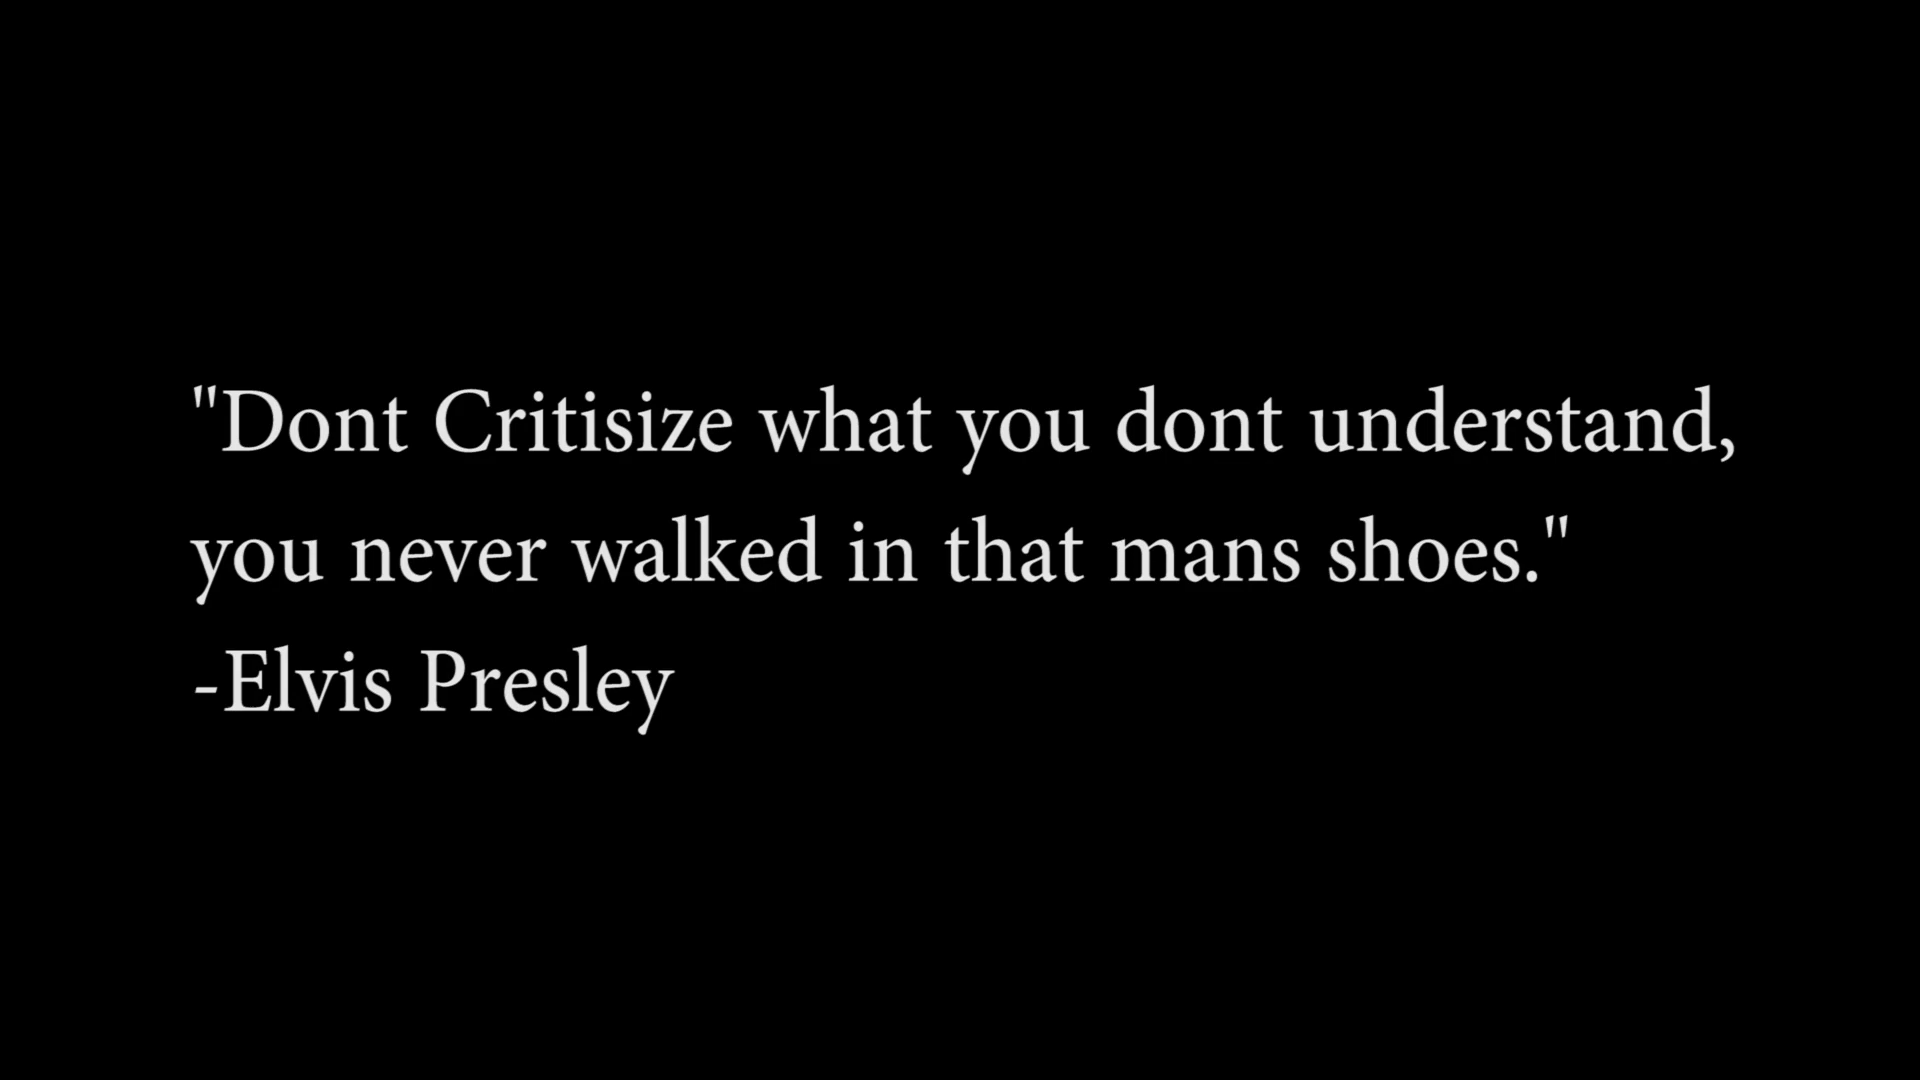 "Dont Critisize what you dont understand,
you never walked in that mans shoes."
-Elvis Presley